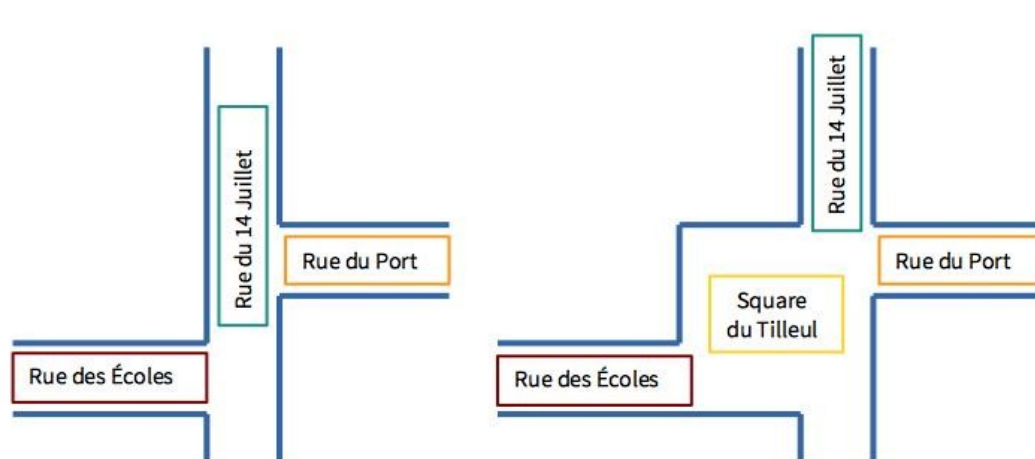 Rue du 14 Juillet
Rue du Port
Rue des Écoles
Rue du 14 Juillet
Rue du Port
Square
du Tilleul
Rue des Écoles